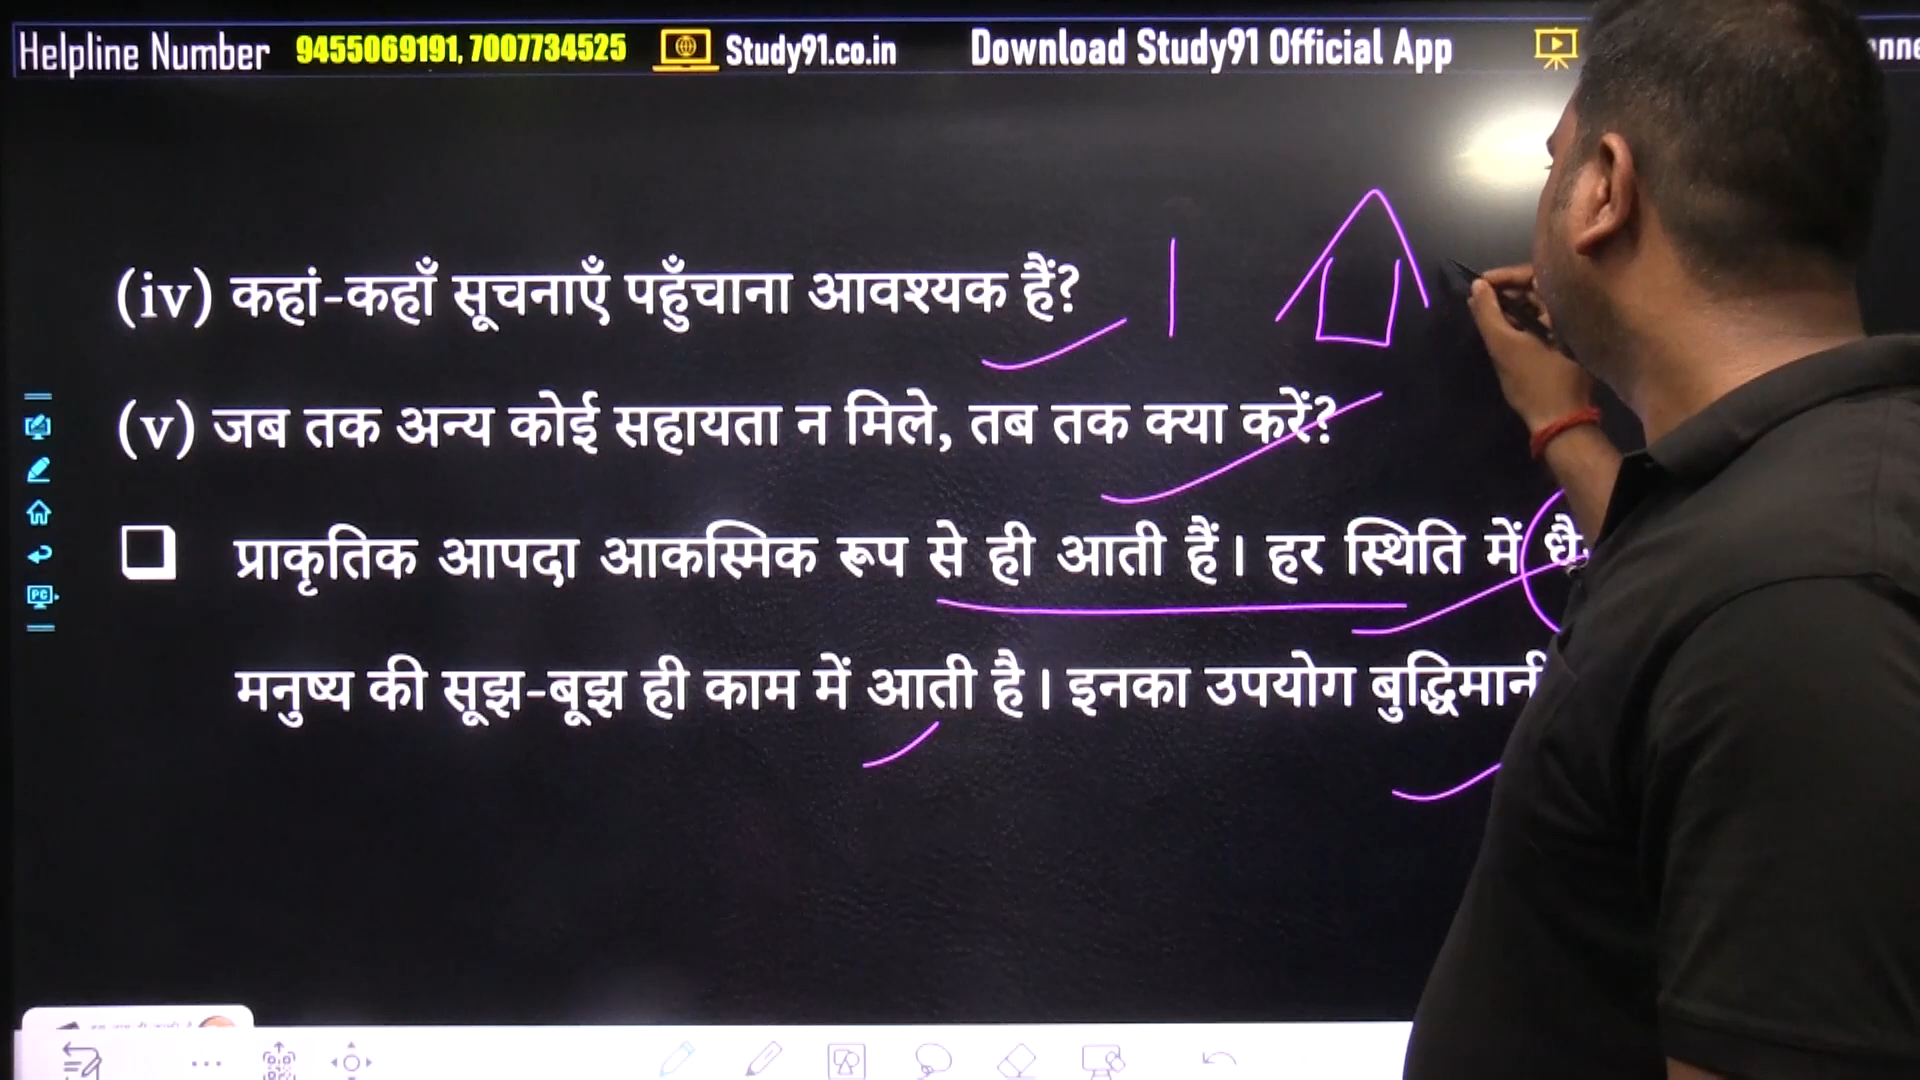 Helpline Number 9455069191, 7007734525 Study91.co.in Download Study91 Official App
(iv) कहां-कहाँ सूचनाएँ पहुँचाना आवश्यक हैं?
(v) जब तक अन्य कोई सहायता न मिले, तब तक क्या करें?
प्राकृतिक आपदा आकस्मिक रूप से ही आती हैं। हर स्थिति में
मनुष्य की सूझ-बूझ ही काम में आती है। इनका उपयोग बुद्धिमानी
PC